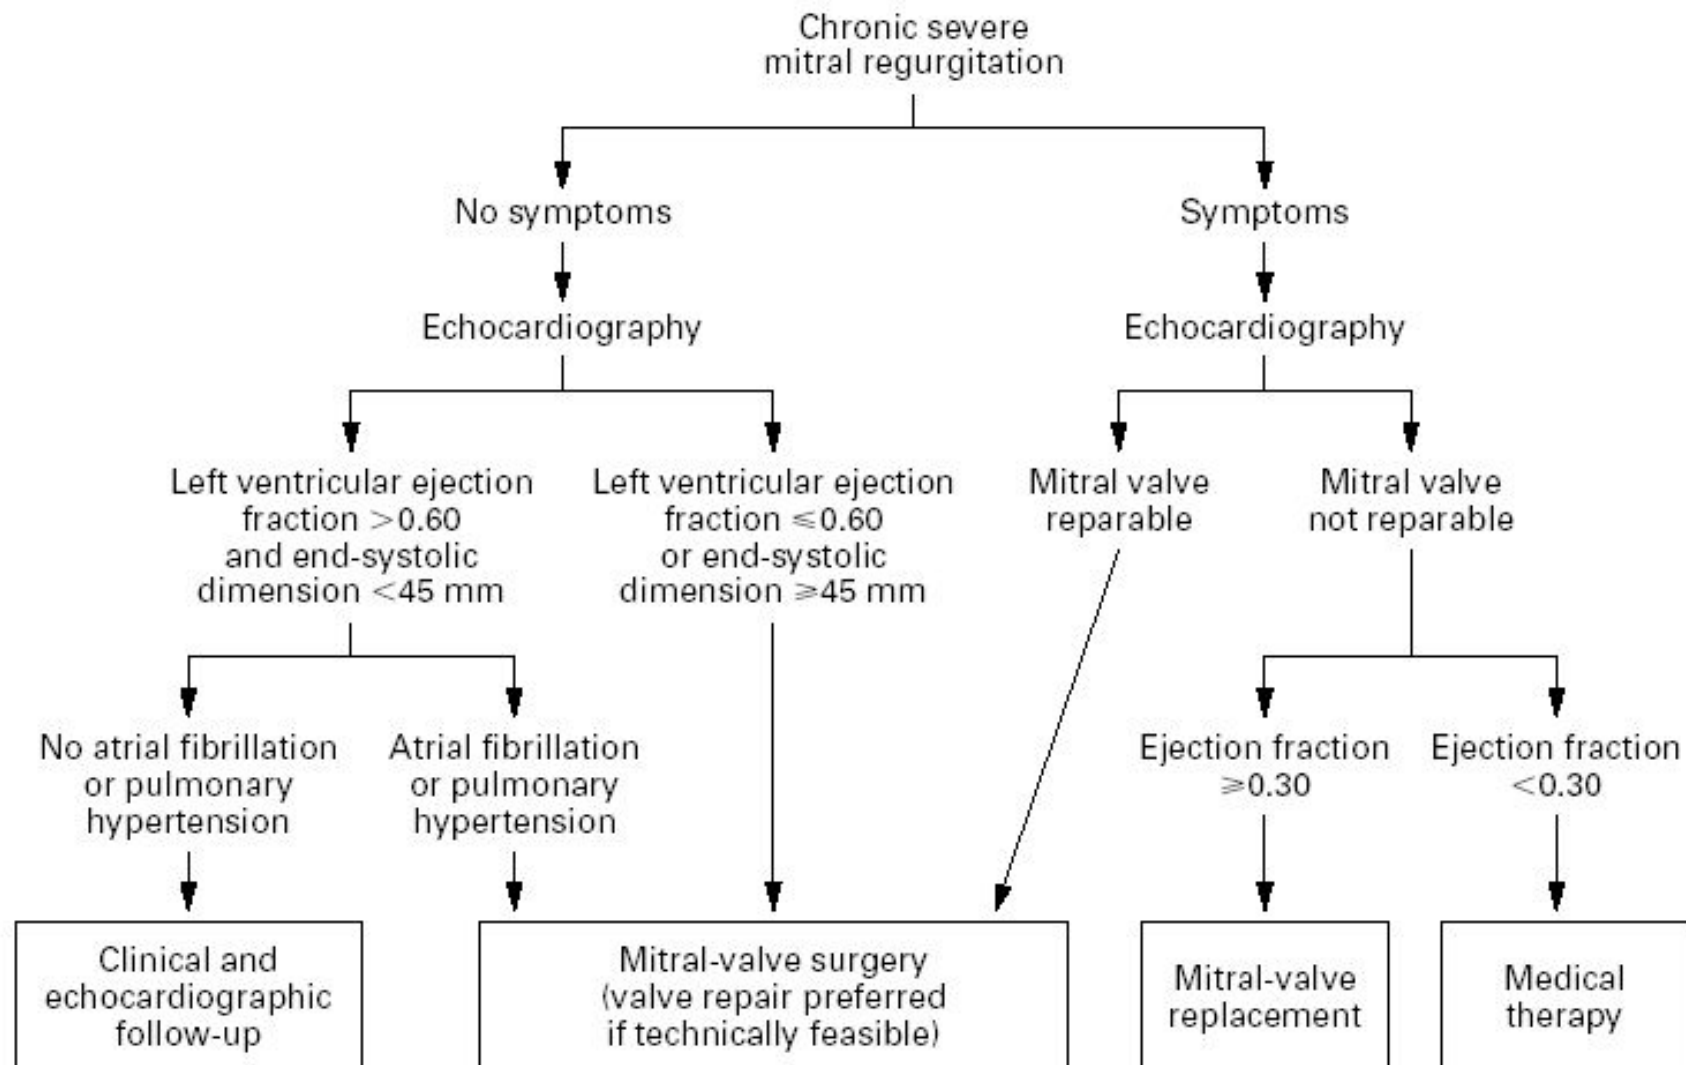 Chronic severe
mitral regurgitation
No symptoms
Symptoms
Echocardiography
Echocardiography
Left ventricular ejection
fraction >0.60
and end-systolic
dimension <45 mm
Left ventricular ejection
fraction ⩽0.60
or end-systolic
dimension ⩾45 mm
Mitral valve
reparable
Mitral valve
not reparable
No atrial fibrillation
or pulmonary
hypertension
Atrial fibrillation
or pulmonary
hypertension
Ejection fraction
⩾0.30
Ejection fraction
<0.30
Clinical and
echocardiographic
follow-up
Mitral-valve surgery
(valve repair preferred
if technically feasible)
Mitral-valve
replacement
Medical
therapy